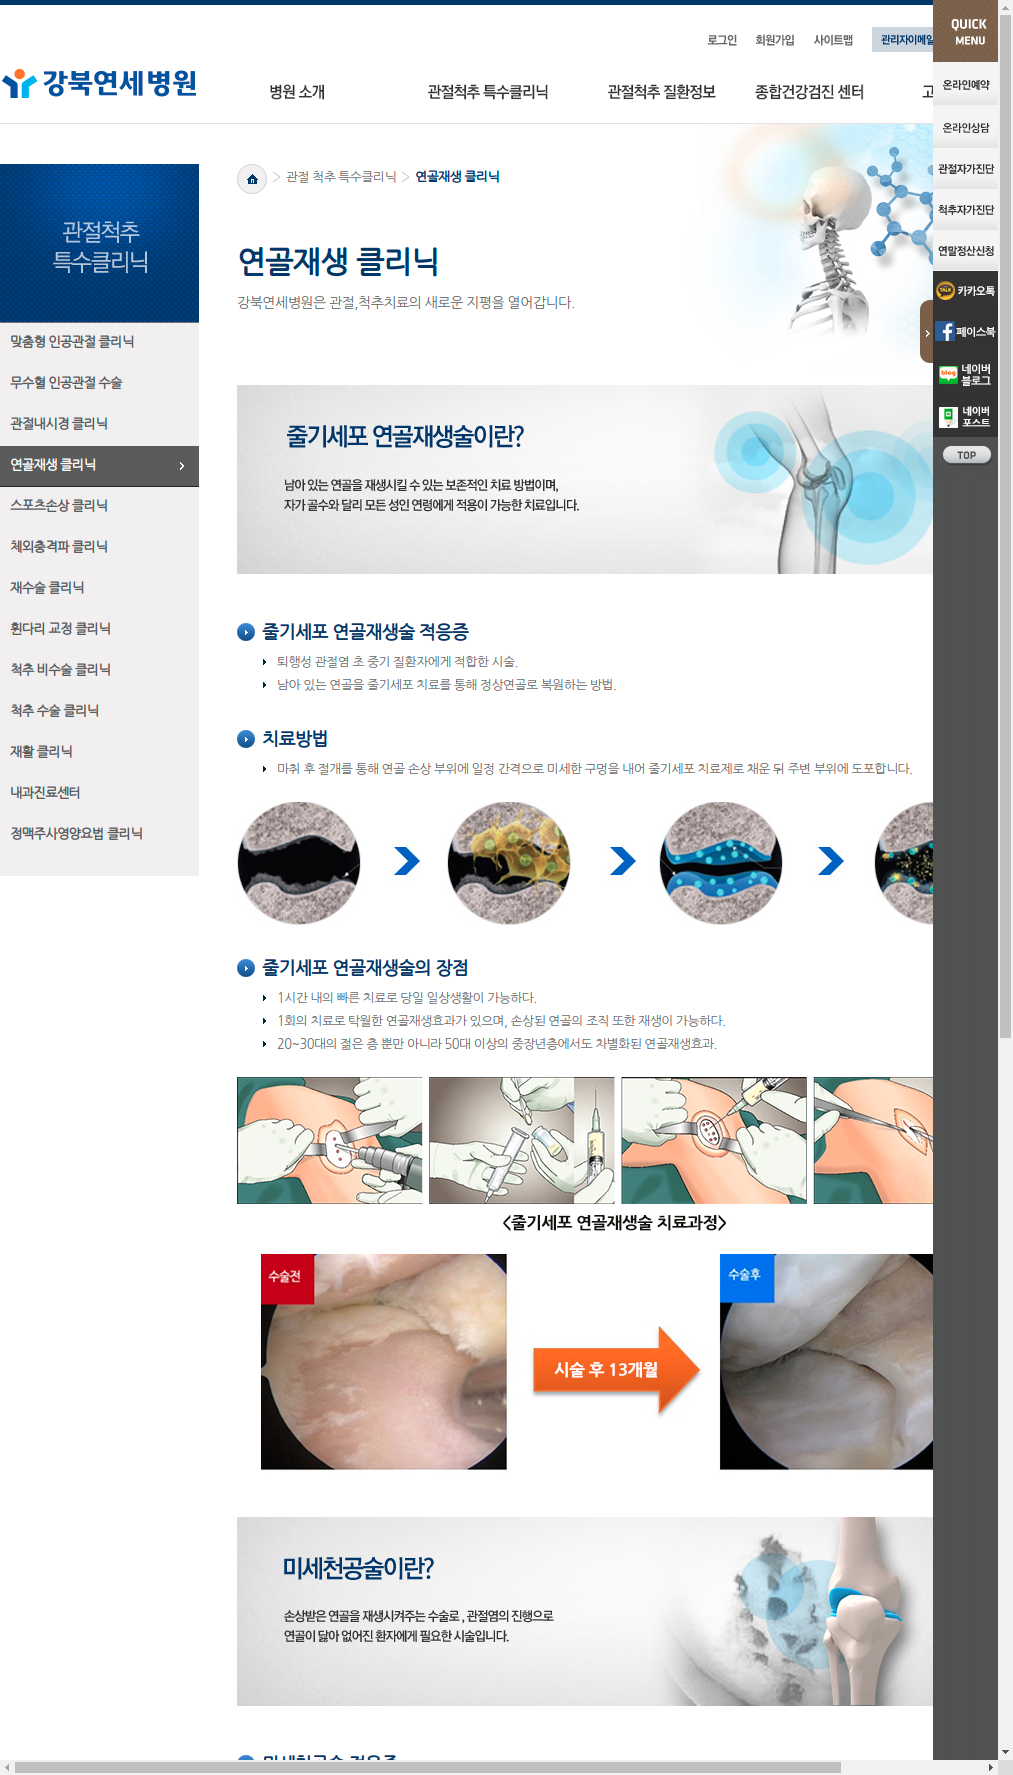 로그인
회원가입
사이트맵
관리자이메일
QUICK
MENU
강북연세병원
병원 소개
관절척추 특수클리닉
관절척추 질환정보
종합건강검진 센터
고
온라인예약
온라인상담
관절자가진단
척추자가진단
연말정산신청
TALK
카카오톡
페이스북
blog
네이버
블로그
네이버
포스트
TOP
관절척추
특수클리닉
맞춤형 인공관절 클리닉
무수혈 인공관절 수술
관절내시경 클리닉
연골재생 클리닉
스포츠손상 클리닉
체외충격파 클리닉
재수술 클리닉
휜다리 교정 클리닉
척추 비수술 클리닉
척추 수술 클리닉
재활 클리닉
내과진료센터
정맥주사영양요법 클리닉
관절 척추 특수클리닉
연골재생 클리닉
연골재생 클리닉
강북연세병원은 관절,척추치료의 새로운 지평을 열어갑니다.
줄기세포 연골재생술이란?
남아 있는 연골을 재생시킬 수 있는 보존적인 치료 방법이며,
자가 골수와 달리 모든 성인 연령에게 적용이 가능한 치료입니다.
줄기세포 연골재생술 적응증
퇴행성 관절염 초 중기 질환자에게 적합한 시술.
남아 있는 연골을 줄기세포 치료를 통해 정상연골로 복원하는 방법.
치료방법
마취 후 절개를 통해 연골 손상 부위에 일정 간격으로 미세한 구멍을 내어 줄기세포 치료제로 채운 뒤 주변 부위에 도포합니다.
줄기세포 연골재생술의 장점
1시간 내의 빠른 치료로 당일 일상생활이 가능하다.
1회의 치료로 탁월한 연골재생효과가 있으며, 손상된 연골의 조직 또한 재생이 가능하다.
20~30대의 젊은 층 뿐만 아니라 50대 이상의 중장년층에서도 차별화된 연골재생효과.
<줄기세포 연골재생술 치료과정>
수술전
시술 후 13개월
수술후
미세천공술이란?
손상받은 연골을 재생시켜주는 수술로 , 관절염의 진행으로
연골이 닳아 없어진 환자에게 필요한 시술입니다.
미세천공술 적응증